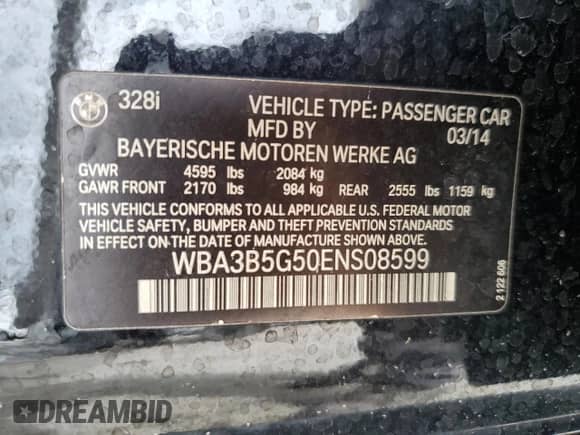 328i VEHICLE TYPE: PASSENGER CAR
MFD BY 03/14
BAYERISCHE MOTOREN WERKE AG
GVWR 4595 lbs 2084 kg
GAWR FRONT 2170 lbs 984 kg REAR 2555 lbs 1159 kg
THIS VEHICLE CONFORMS TO ALL APPLICABLE U.S. FEDERAL MOTOR
VEHICLE SAFETY, BUMPER AND THEFT PREVENTION STANDARDS
IN EFFECT ON THE DATE OF MANUFACTURE SHOWN ABOVE.
WBA3B5G50ENS08599
2 122 606
DREAMBID